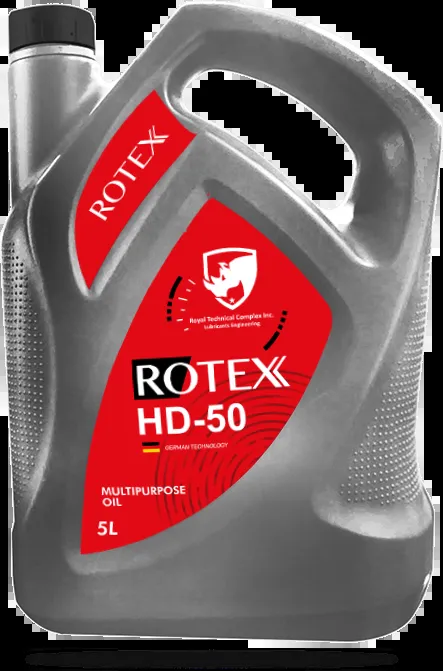 ROTEX
Royal Technical Complex Inc.
Lubricants Engineering
ROTEX
HD-50
GERMAN TECHNOLOGY
MULTIPURPOSE
OIL
5L